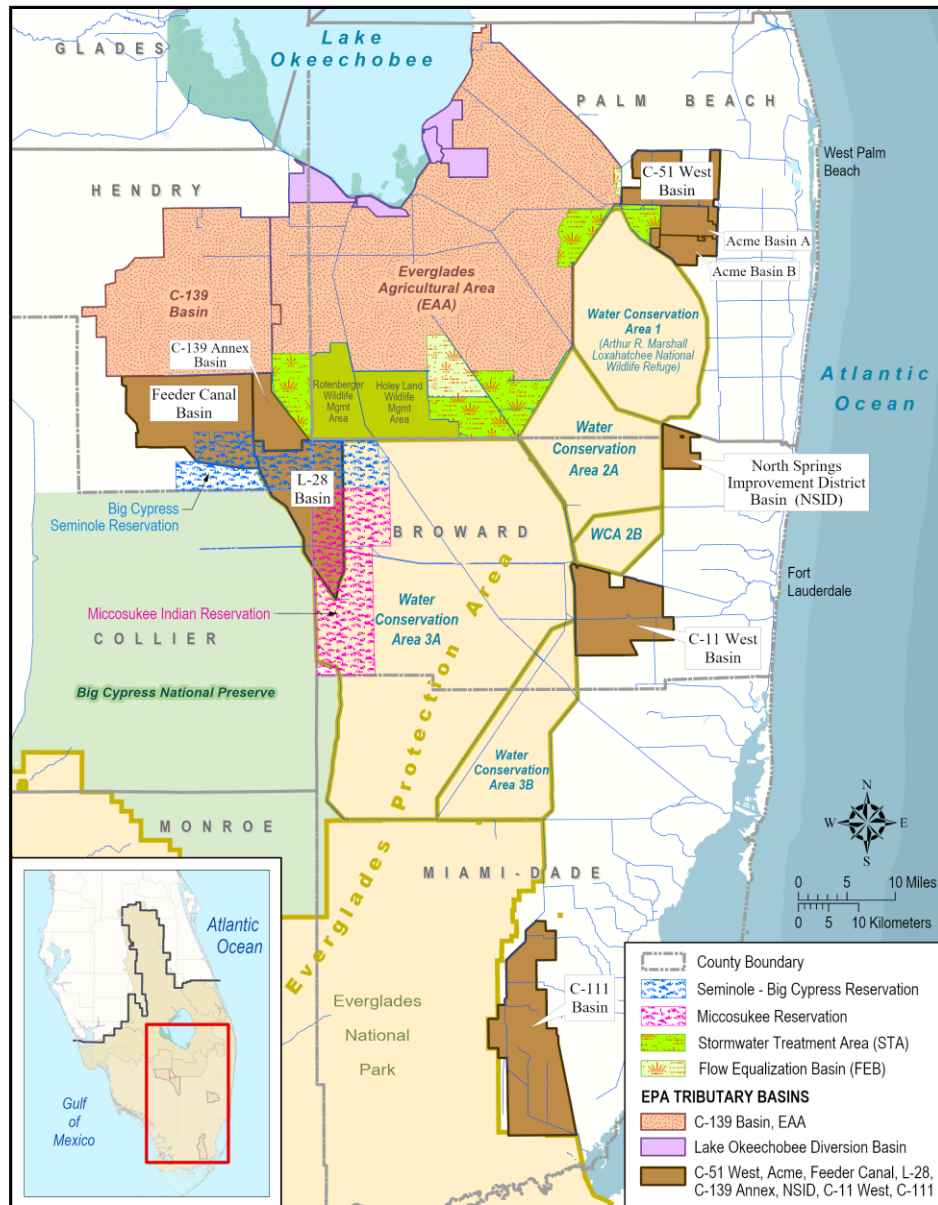 GLADES
Lake
Okeechobee
PALM BEACH
West Palm
Beach
C-51 West
Basin
HENDRY
Acme Basin A
Acme Basin B
Everglades
Agricultural Area
(EAA)
C-139
Basin
Water Conservation
Area 1
(Arthur R. Marshall
Loxahatchee National
Wildlife Refuge)
C-139 Annex
Basin
Atlantic
Ocean
Feeder Canal
Basin
Rotenberger
Wildlife
Mgmt
Area
Holey Land
Wildlife
Mgmt
Area
Water
Conservation
Area 2A
North Springs
Improvement District
Basin (NSID)
L-28
Basin
Big Cypress
Seminole Reservation
BROWARD
WCA 2B
Fort
Lauderdale
Miccosukee Indian Reservation
Water
Conservation
Area 3A
COLLIER
C-11 West
Basin
Big Cypress National Preserve
Everglades Protection Area
Water
Conservation
Area 3B
MONROE
N
W E
S
MIAMI-DADE
0 5 10 Miles
0 5 10 Kilometers
Atlantic
Ocean
Gulf
of
Mexico
Everglades
National
Park
C-111
Basin
County Boundary
Seminole - Big Cypress Reservation
Miccosukee Reservation
Stormwater Treatment Area (STA)
Flow Equalization Basin (FEB)
EPA TRIBUTARY BASINS
C-139 Basin, EAA
Lake Okeechobee Diversion Basin
C-51 West, Acme, Feeder Canal, L-28,
C-139 Annex, NSID, C-11 West, C-111